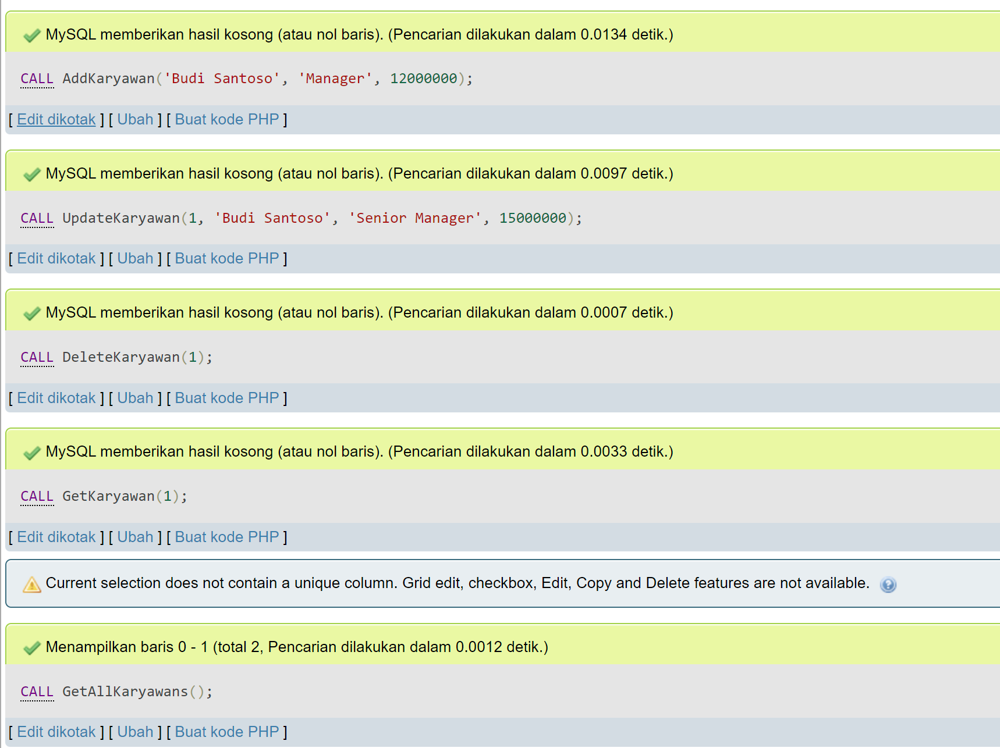 MySQL memberikan hasil kosong (atau nol baris). (Pencarian dilakukan dalam 0.0134 detik.)
CALL AddKaryawan('Budi Santoso', 'Manager', 12000000);
[ Edit dikotak ] [ Ubah ] [ Buat kode PHP ]
MySQL memberikan hasil kosong (atau nol baris). (Pencarian dilakukan dalam 0.0097 detik.)
CALL UpdateKaryawan(1, 'Budi Santoso', 'Senior Manager', 15000000);
[ Edit dikotak ] [ Ubah ] [ Buat kode PHP ]
MySQL memberikan hasil kosong (atau nol baris). (Pencarian dilakukan dalam 0.0007 detik.)
CALL DeleteKaryawan(1);
[ Edit dikotak ] [ Ubah ] [ Buat kode PHP ]
MySQL memberikan hasil kosong (atau nol baris). (Pencarian dilakukan dalam 0.0033 detik.)
CALL GetKaryawan(1);
[ Edit dikotak ] [ Ubah ] [ Buat kode PHP ]
Current selection does not contain a unique column. Grid edit, checkbox, Edit, Copy and Delete features are not available.
Menampilkan baris 0 - 1 (total 2, Pencarian dilakukan dalam 0.0012 detik.)
CALL GetAllKaryawans();
[ Edit dikotak ] [ Ubah ] [ Buat kode PHP ]